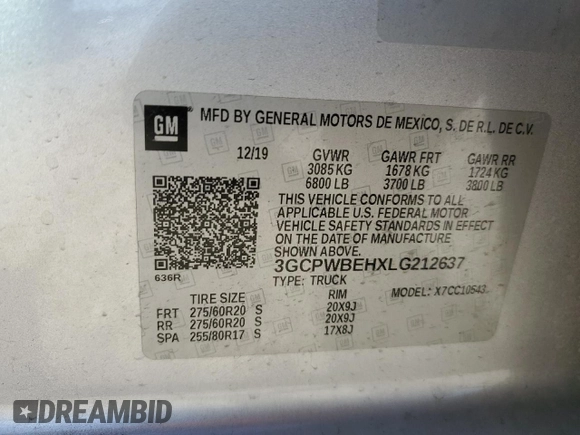 GM
MFD BY GENERAL MOTORS DE MEXICO, S. DE R.L. DE C.V.
12/19 GVWR GAWR FRT GAWR RR
3085 KG 1678 KG 1724 KG
6800 LB 3700 LB 3800 LB
THIS VEHICLE CONFORMS TO ALL
APPLICABLE U.S. FEDERAL MOTOR
VEHICLE SAFETY STANDARDS IN EFFECT
ON THE DATE OF MANUFACTURE
SHOWN ABOVE.
3GCPWBEHXLG212637
636R
TYPE: TRUCK MODEL: X7CC10543
TIRE SIZE RIM
FRT 275/60R20 S 20X9J
RR 275/60R20 S 20X9J
SPA 255/80R17 S 17X8J
DREAMBID